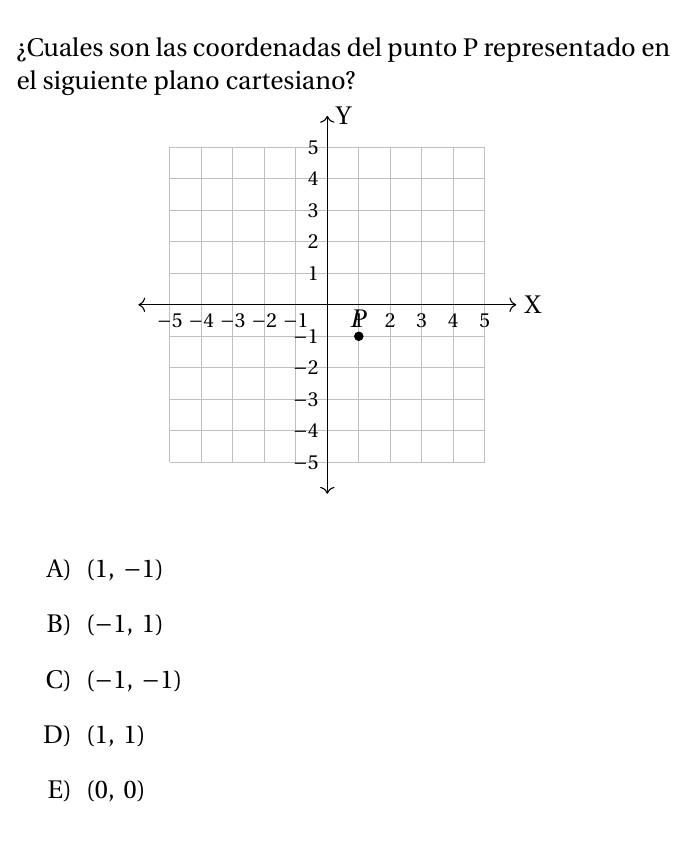 ¿Cuales son las coordenadas del punto P representado en
el siguiente plano cartesiano?
Y
5
4
3
2
1
X
−5 −4 −3 −2 −1 P 2 3 4 5
−1
−2
−3
−4
−5
A) (1, −1)
B) (−1, 1)
C) (−1, −1)
D) (1, 1)
E) (0, 0)